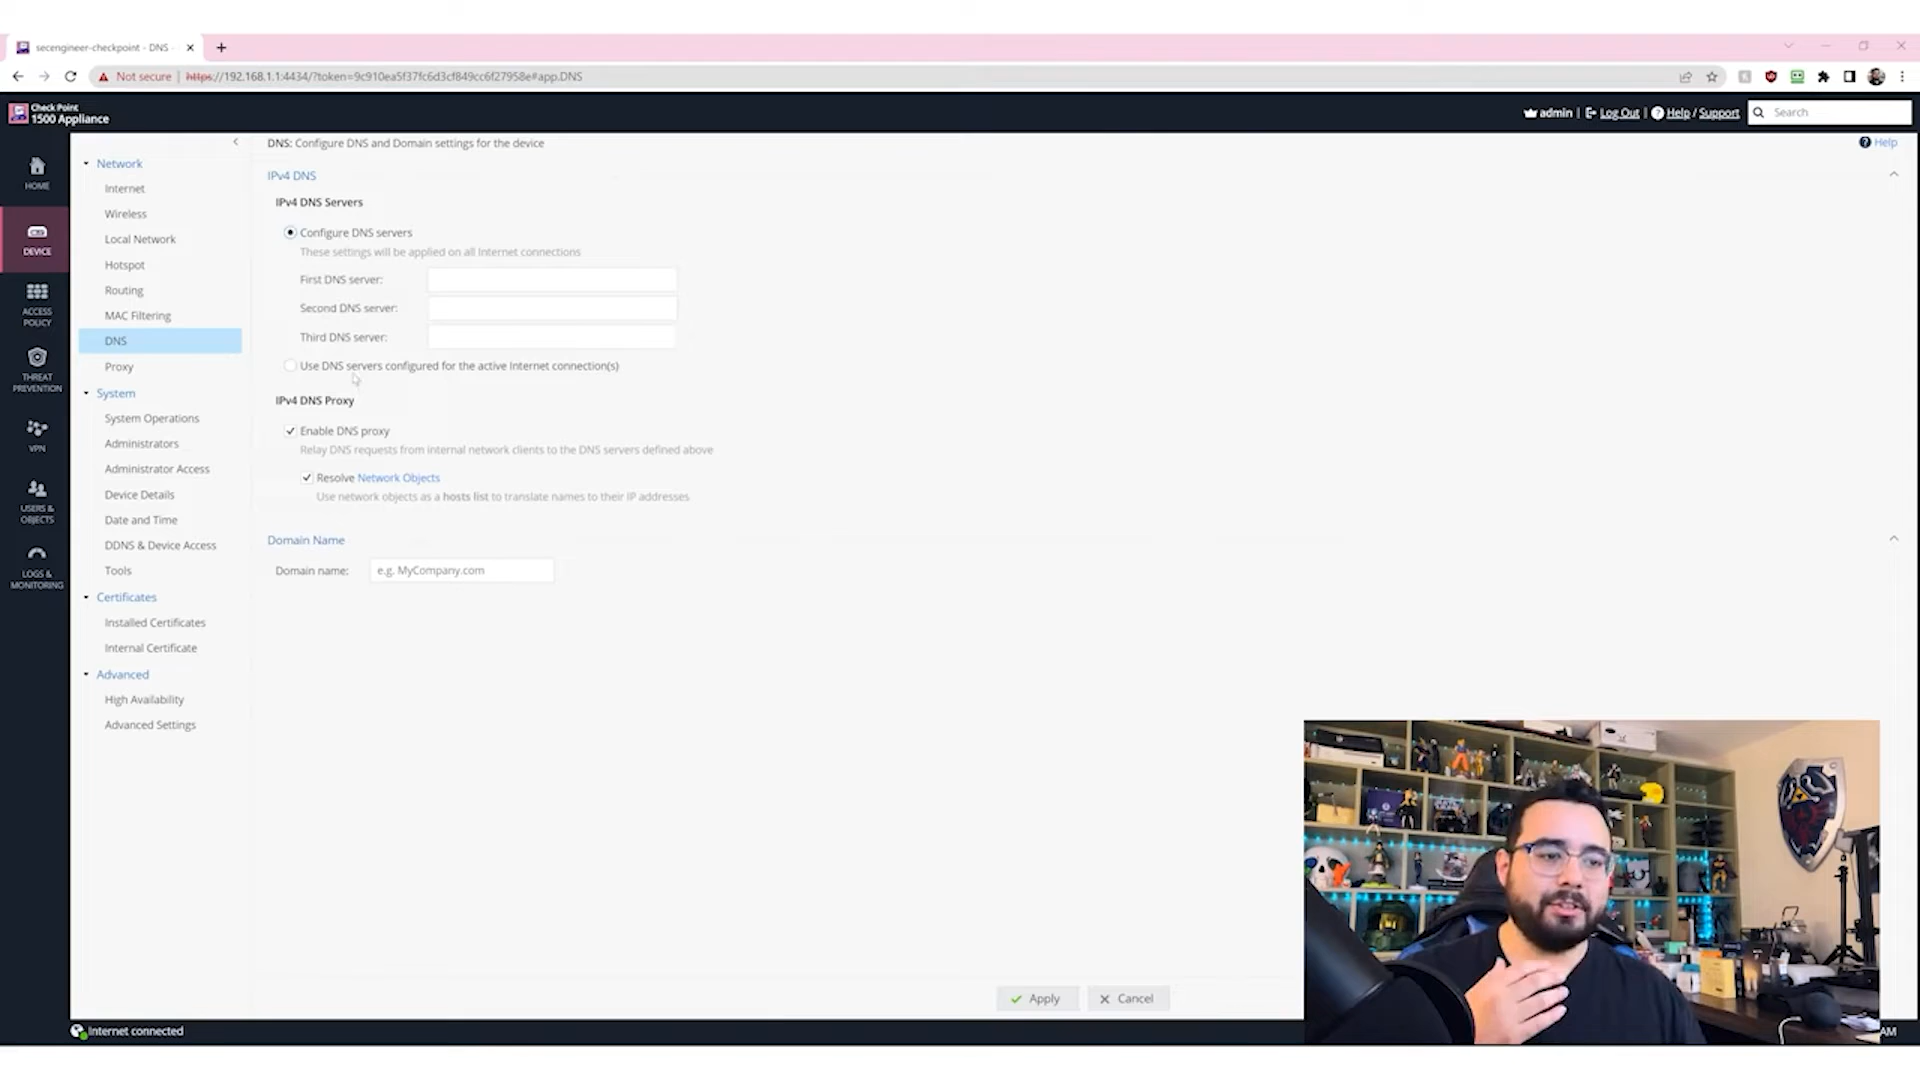 secengineer-checkpoint - DNS
Not secure | https://192.168.1.1:4434/?token=9c910ea5f37fc6d3cf849cc6f27958e#app.DNS
Check Point
1500 Appliance
admin | Log Out | Help / Support
Search
HOME
DEVICE
ACCESS
POLICY
THREAT
PREVENTION
VPN
USERS &
OBJECTS
LOGS &
MONITORING
Network
Internet
Wireless
Local Network
Hotspot
Routing
MAC Filtering
DNS
Proxy
System
System Operations
Administrators
Administrator Access
Device Details
Date and Time
DDNS & Device Access
Tools
Certificates
Installed Certificates
Internal Certificate
Advanced
High Availability
Advanced Settings
DNS: Configure DNS and Domain settings for the device
Help
IPv4 DNS
IPv4 DNS Servers
Configure DNS servers
These settings will be applied on all Internet connections
First DNS server:
Second DNS server:
Third DNS server:
Use DNS servers configured for the active Internet connection(s)
IPv4 DNS Proxy
Enable DNS proxy
Relay DNS requests from internal network clients to the DNS servers defined above
Resolve Network Objects
Use network objects as a hosts list to translate names to their IP addresses
Domain Name
Domain name: e.g. MyCompany.com
Apply
Cancel
Internet connected
AM